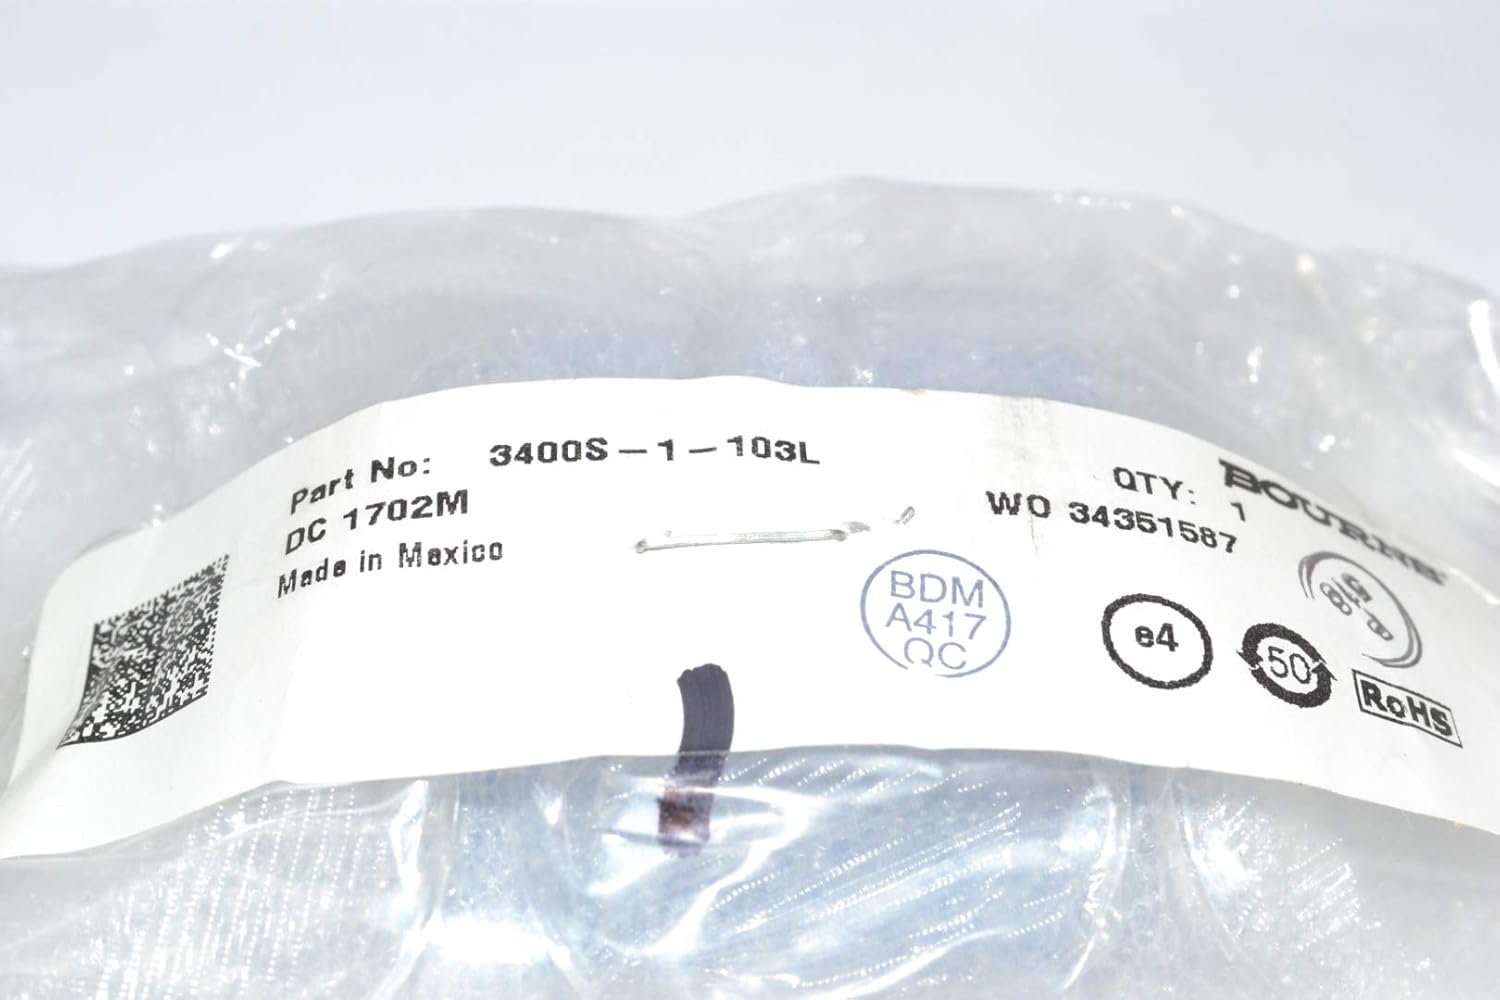 Part No: 3400S-1-103L
DC 1702M
Made in Mexico
QTY: 1
WO 34351587
BOURNS
BDM
A417
QC
e4
50
RoHS